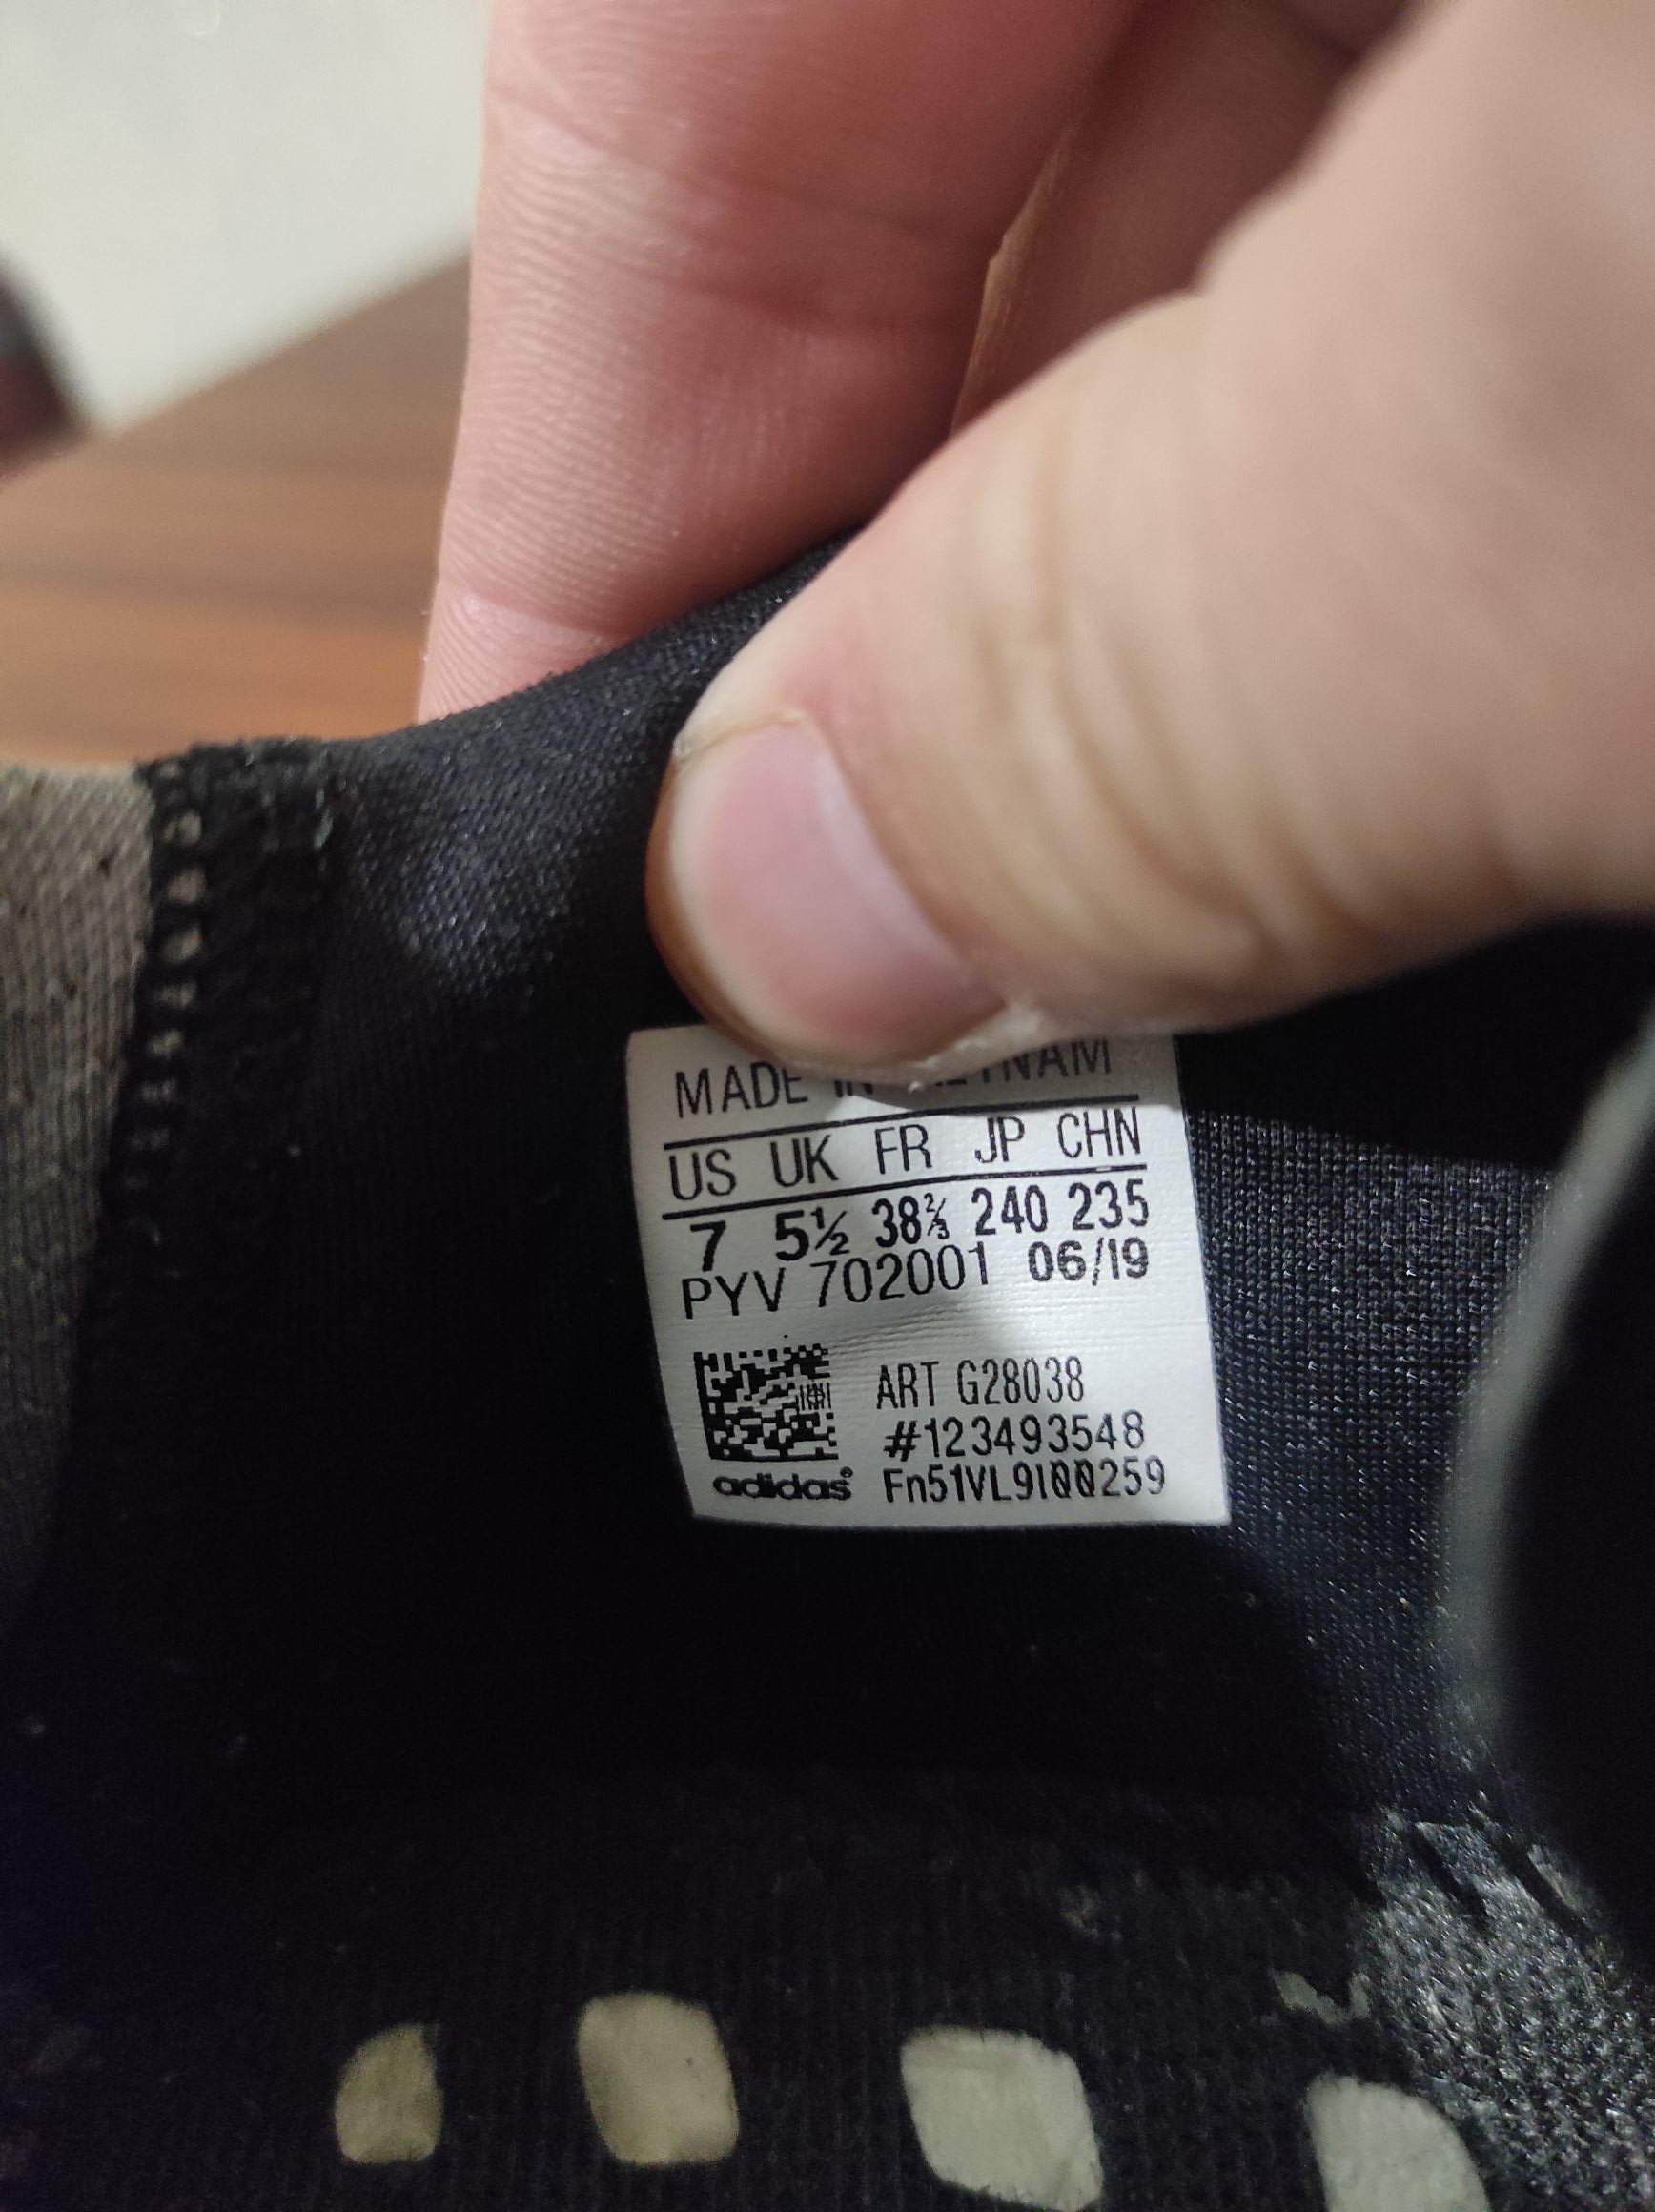 MADE IN VIETNAM
US UK FR JP CHN
7 5½ 38⅔ 240 235
PYV 702001 06/19
ART G28038
#123493548
adidas® Fn51VL9I00259